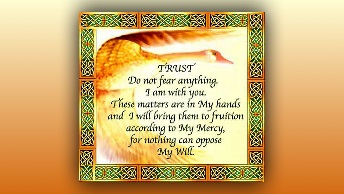 TRUST
Do not fear anything.
I am with you.
These matters are in My hands
and I will bring them to fruition
according to My Mercy,
for nothing can oppose
My Will.